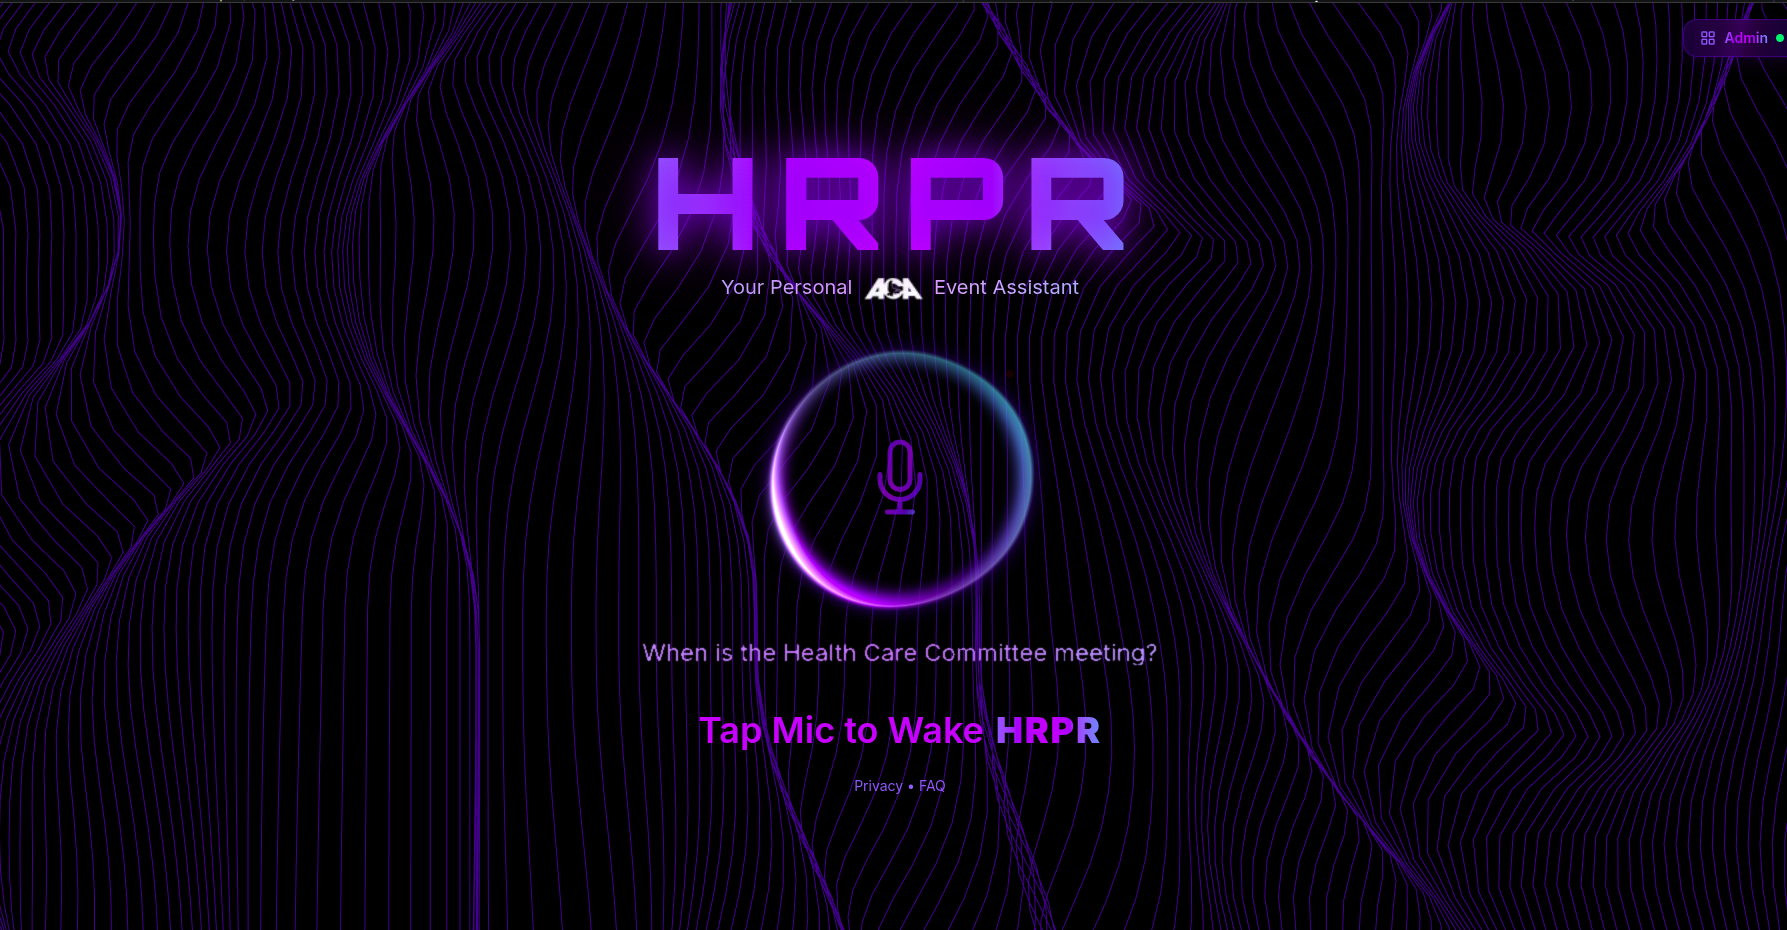 Admin
HRPR
Your Personal ACA Event Assistant
When is the Health Care Committee meeting?
Tap Mic to Wake HRPR
Privacy • FAQ